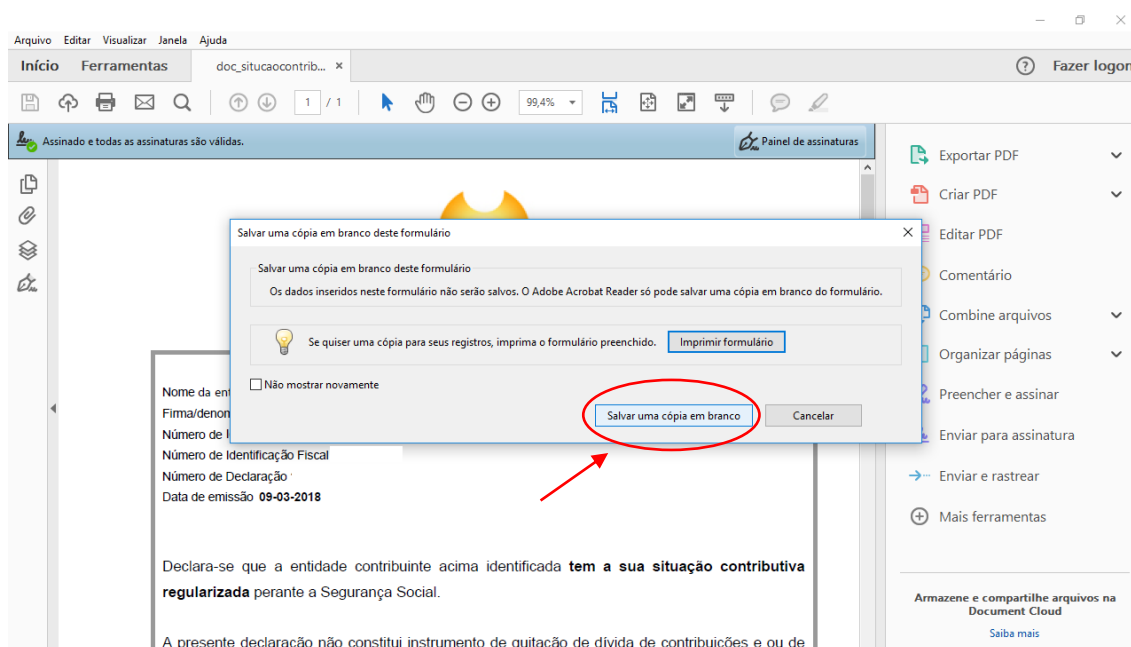 Arquivo Editar Visualizar Janela Ajuda
Início Ferramentas doc_situcaocontrib... × Fazer logon
1 / 1 99,4%
Assinado e todas as assinaturas são válidas. Painel de assinaturas
Salvar uma cópia em branco deste formulário
Salvar uma cópia em branco deste formulário
Os dados inseridos neste formulário não serão salvos. O Adobe Acrobat Reader só pode salvar uma cópia em branco do formulário.
Se quiser uma cópia para seus registros, imprima o formulário preenchido. Imprimir formulário
Não mostrar novamente
Salvar uma cópia em branco Cancelar
Nome da
Número de
Número de Identificação Fiscal
Número de Declaração
Data de emissão 09-03-2018
Declara-se que a entidade contribuinte acima identificada tem a sua situação contributiva
regularizada perante a Segurança Social.
A presente declaração não constitui instrumento de quitação de dívida de contribuições e ou de
Exportar PDF
Criar PDF
Editar PDF
Comentário
Combine arquivos
Organizar páginas
Preencher e assinar
Enviar para assinatura
Enviar e rastrear
Mais ferramentas
Armazene e compartilhe arquivos na
Document Cloud
Saiba mais